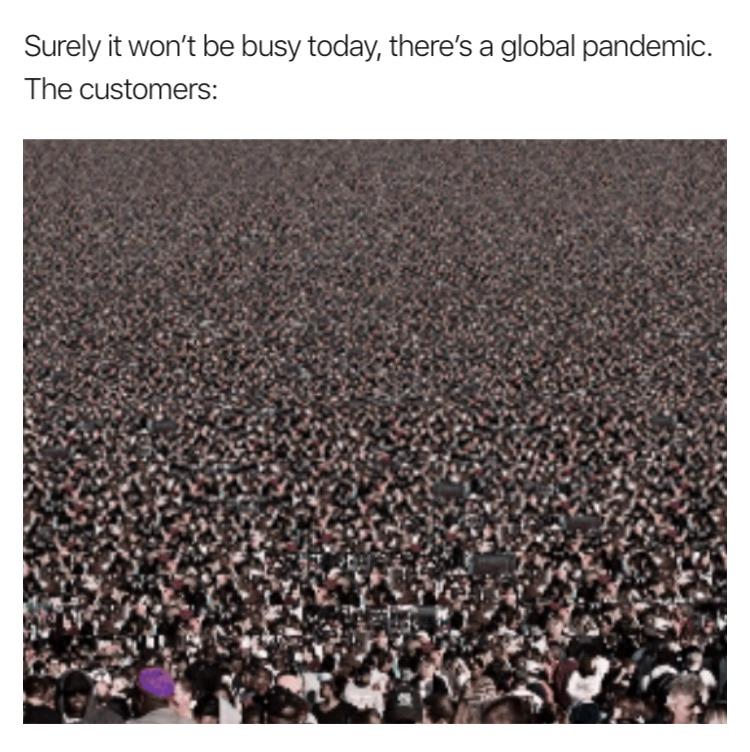 Surely it won’t be busy today, there’s a global pandemic.
The customers: